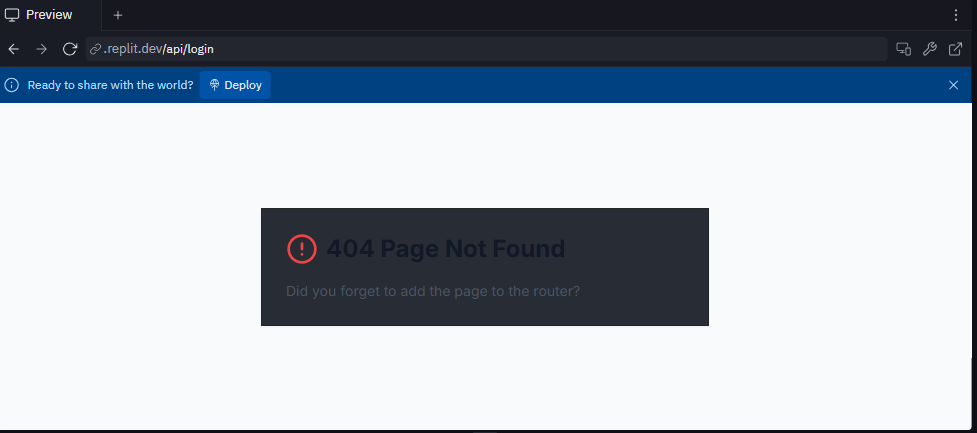 Preview
.replit.dev/api/login
Ready to share with the world? Deploy
404 Page Not Found
Did you forget to add the page to the router?